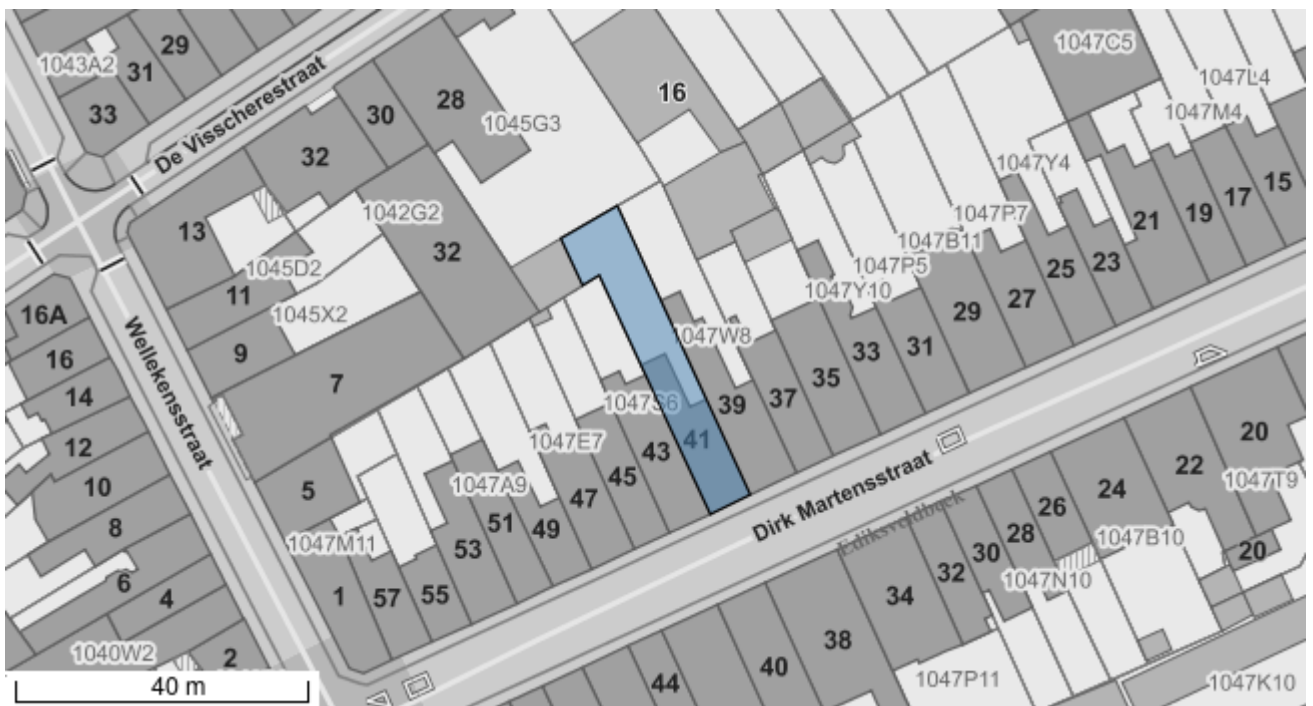 1043A2
29
31
33
De Visscherestraat
30
28
1045G3
16
1047C5
1047L4
1047M4
32
1042G2
13
1045D2
11
32
1045X2
9
7
1047Y4
15
17
19
21
1047P7
1047B11
23
25
1047P5
1047Y10
27
29
31
33
1047W8
35
37
39
16A
16
14
12
10
8
6
4
1040W2
2
Wellekensstraat
5
1047M11
1
57
55
53
1047A9
51
49
1047E7
47
45
1047S6
43
41
Dirk Martensstraat
Ediksveldbeek
20
22
1047T9
24
26
28
30
32
34
1047B10
1047N10
20
38
40
44
1047P11
1047K10
40 m